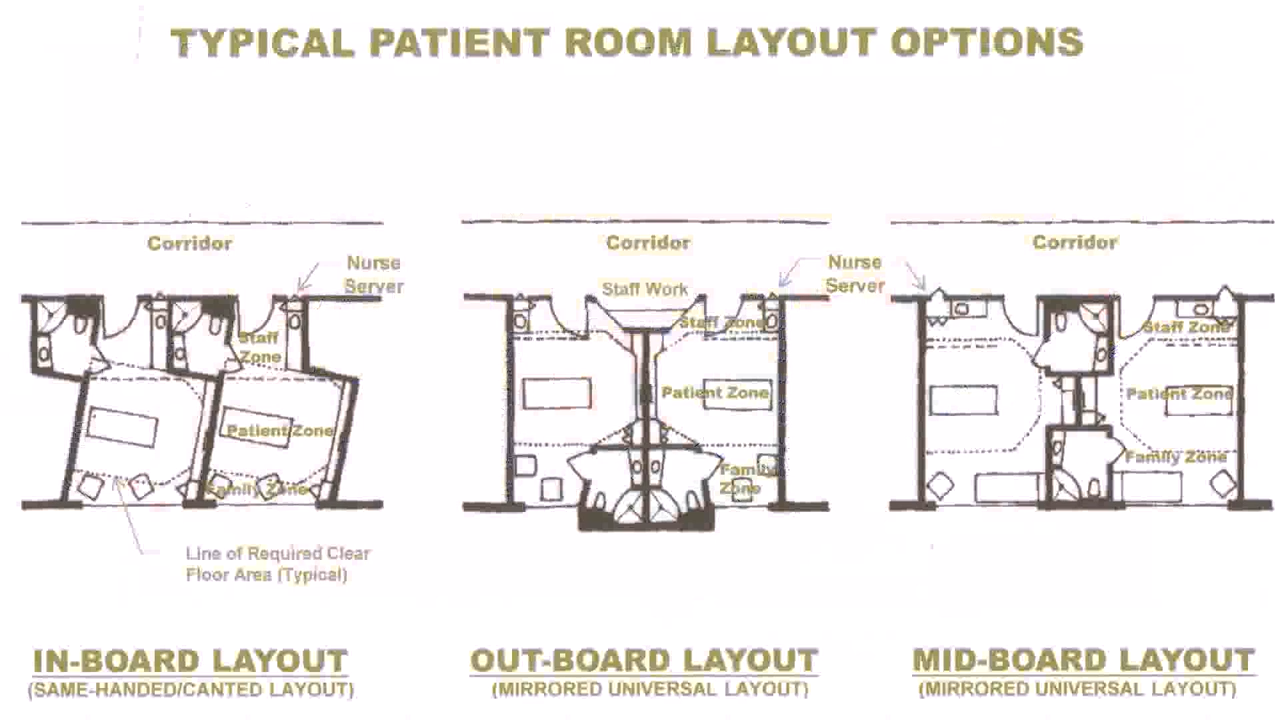 TYPICAL PATIENT ROOM LAYOUT OPTIONS
Corridor
Nurse
Server
Staff
Zone
Patient Zone
Family Zone
Line of Required Clear
Floor Area (Typical)
IN-BOARD LAYOUT
(SAME-HANDED/CANTED LAYOUT)
Corridor
Staff Work
Nurse
Server
Staff Zone
Patient Zone
Family
Zone
OUT-BOARD LAYOUT
(MIRRORED UNIVERSAL LAYOUT)
Corridor
Staff Zone
Patient Zone
Family Zone
MID-BOARD LAYOUT
(MIRRORED UNIVERSAL LAYOUT)